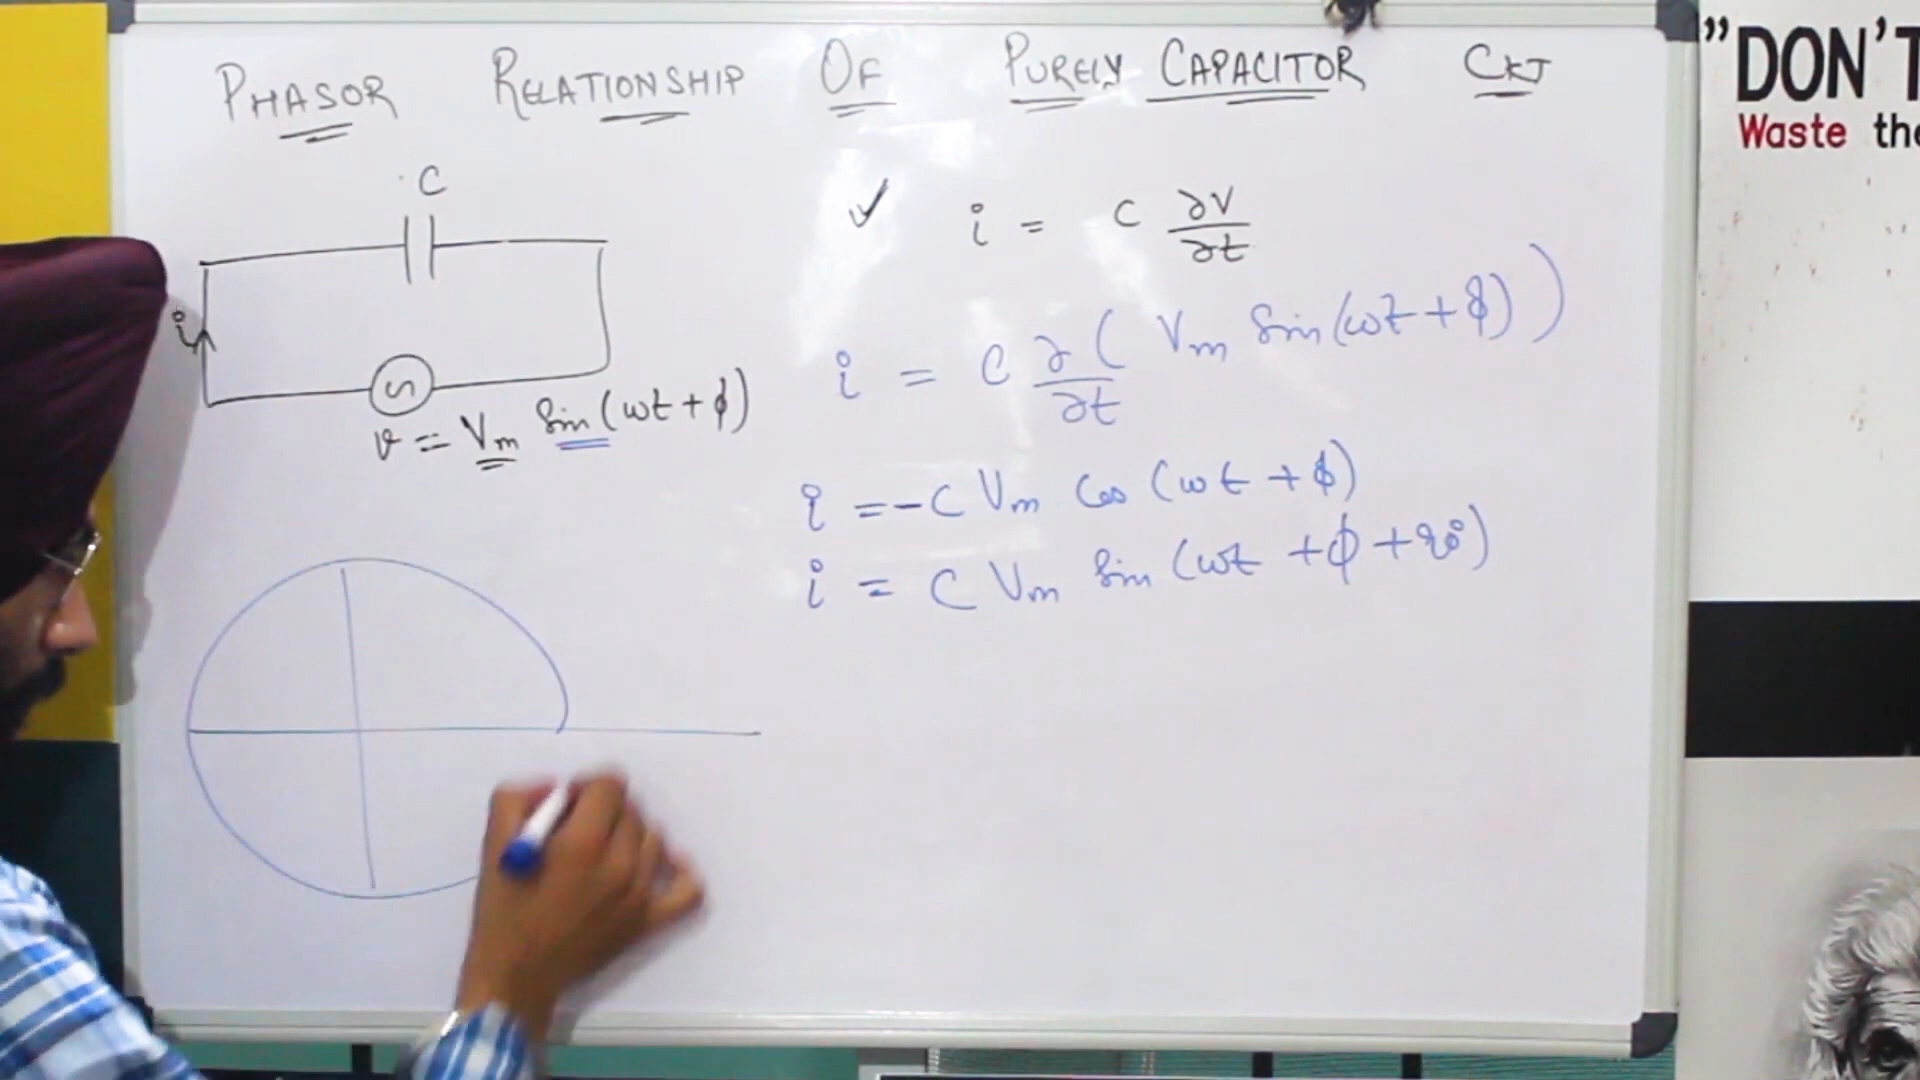 PHASOR RELATIONSHIP OF PURELY CAPACITOR CKT
C
i
v = Vm Sin(ωt + ϕ)
✓ i = C ∂V/∂t
i = C ∂/∂t (Vm Sin(ωt + ϕ))
i = -C Vm Cos (ωt + ϕ)
i = C Vm Sin (ωt + ϕ + 90°)
"DON'T
Waste the